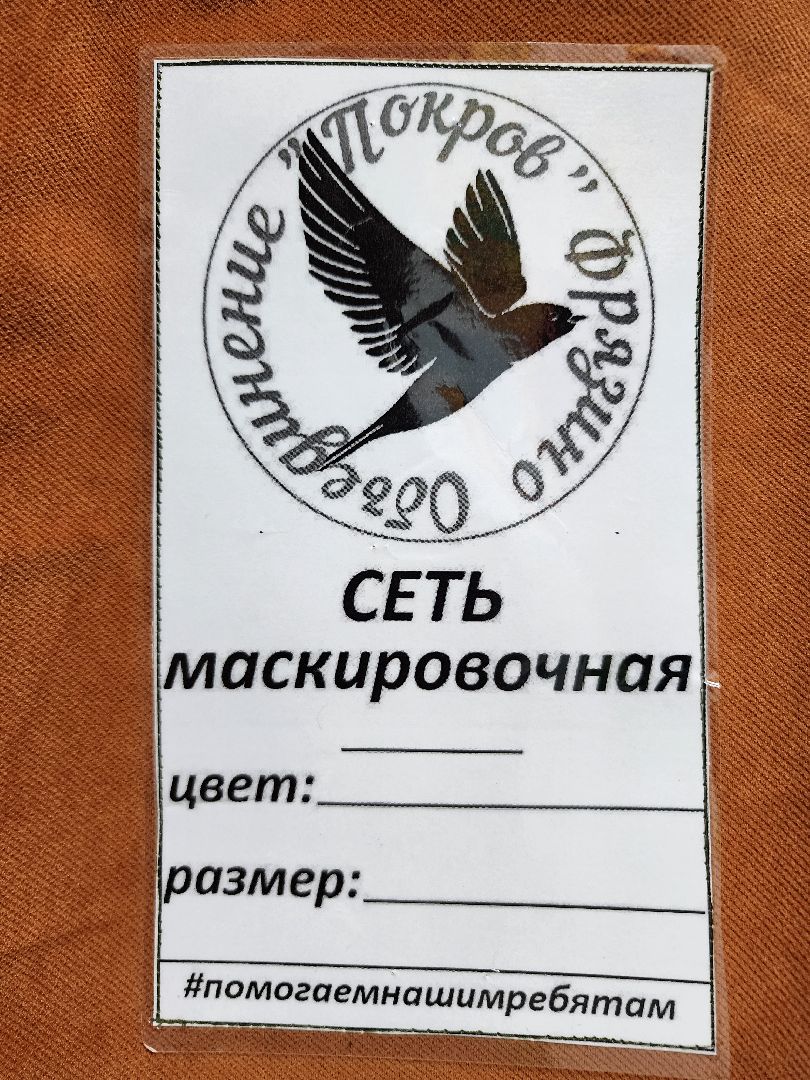 Объединение "Покров" Фрязино
СЕТЬ
маскировочная
цвет:
размер:
#помогаемнашимребятам